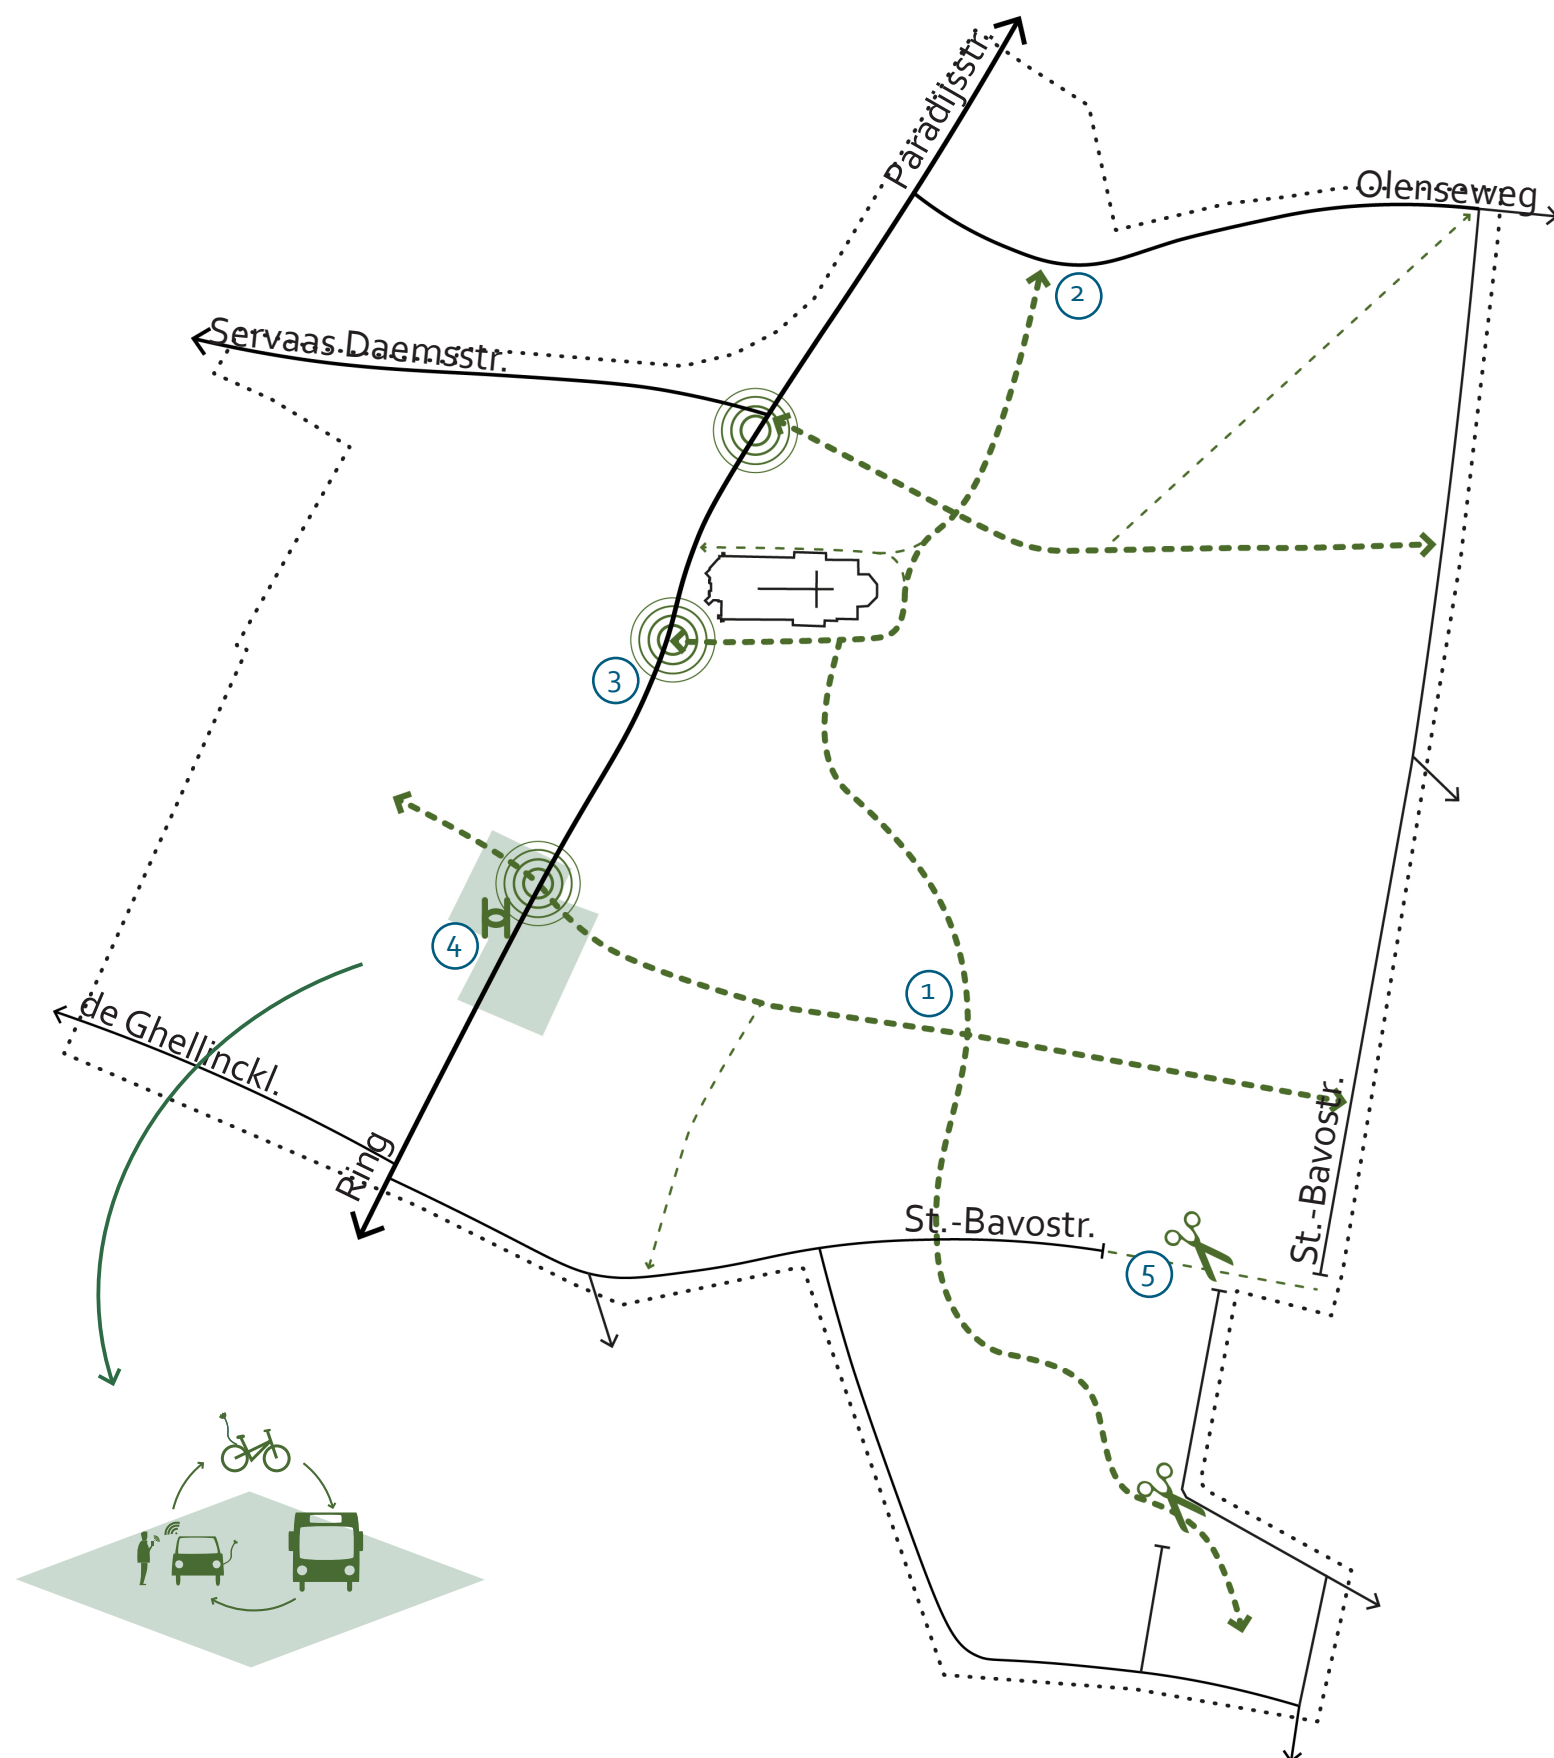 Paradijsstr.
Olenseweg
2
Servaas Daemsstr.
3
4
1
de Ghellinckl.
Ring
St.-Bavostr.
St.-Bavostr.
5